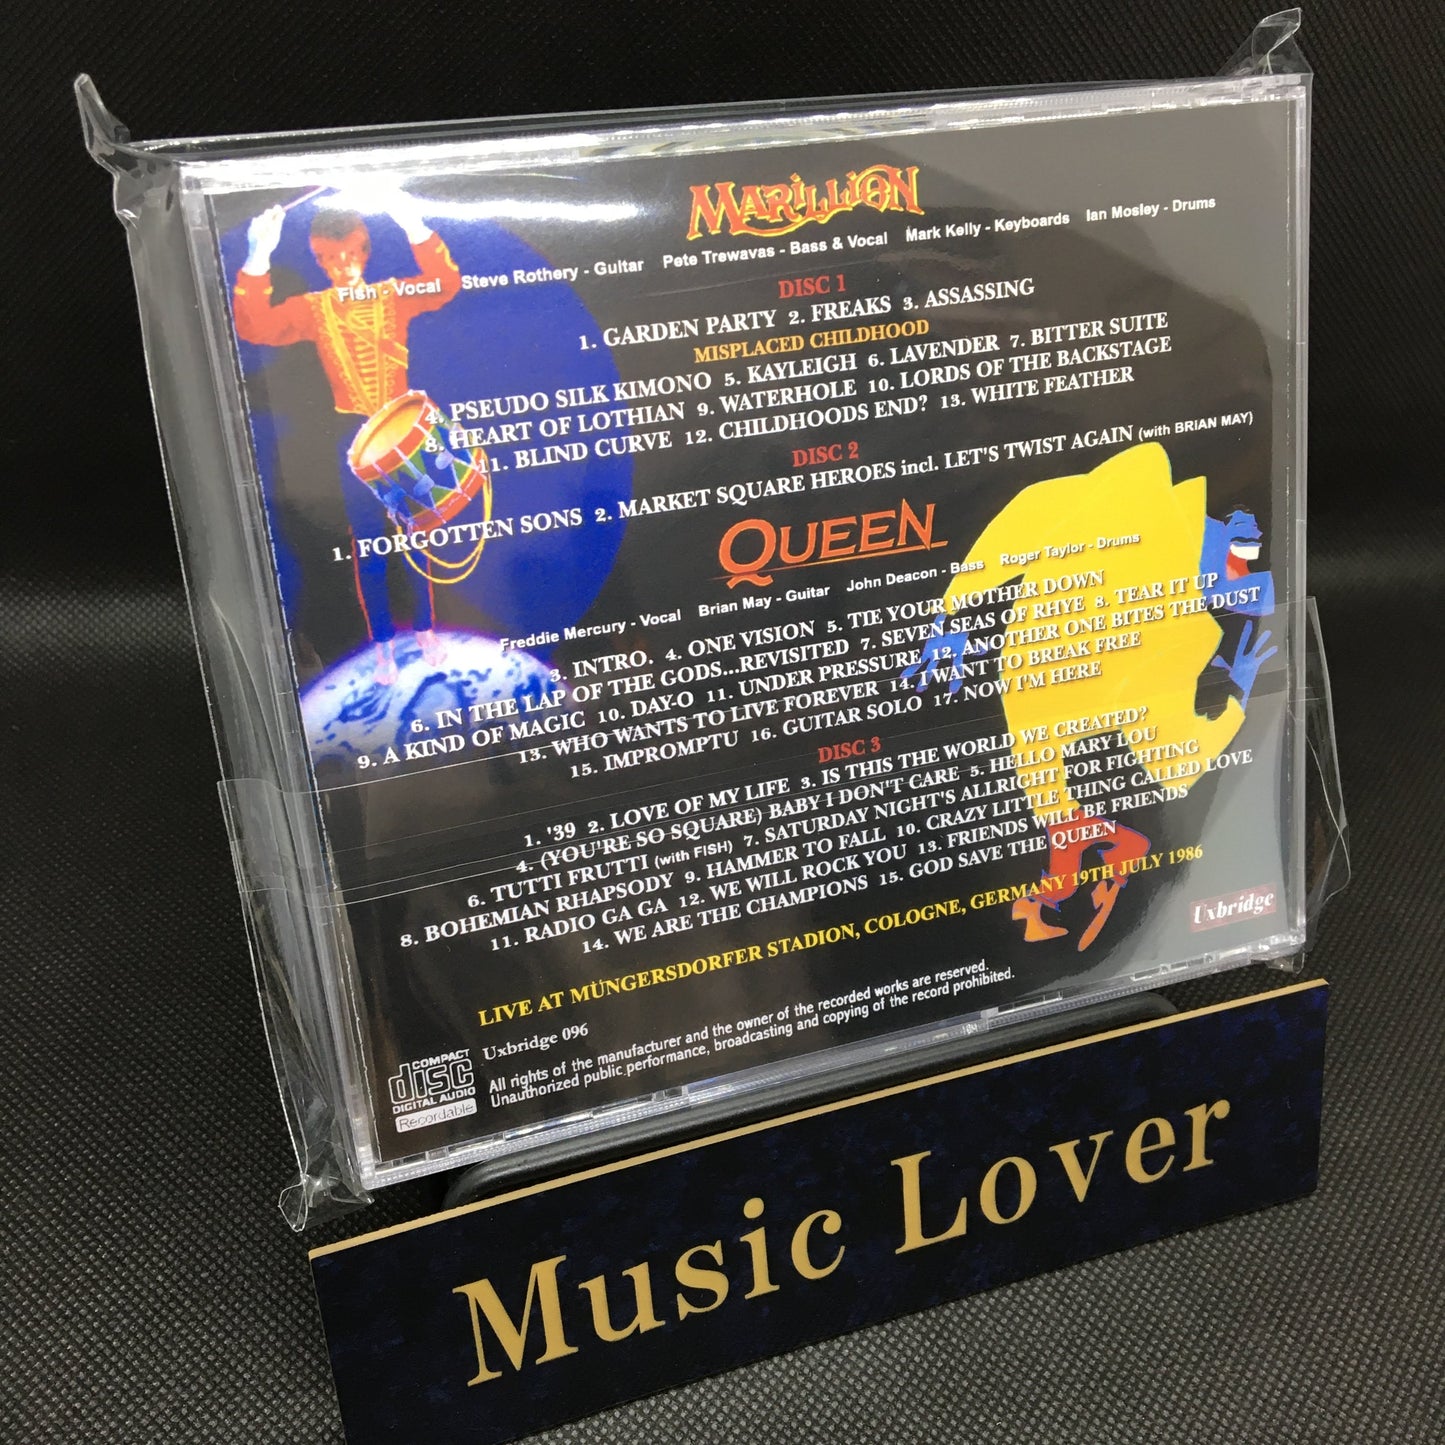 MARILLION
Fish - Vocal Steve Rothery - Guitar Pete Trewavas - Bass & Vocal Mark Kelly - Keyboards Ian Mosley - Drums
DISC 1
1. GARDEN PARTY 2. FREAKS 3. ASSASSING
MISPLACED CHILDHOOD
4. PSEUDO SILK KIMONO 5. KAYLEIGH 6. LAVENDER 7. BITTER SUITE
8. HEART OF LOTHIAN 9. WATERHOLE 10. LORDS OF THE BACKSTAGE
11. BLIND CURVE 12. CHILDHOODS END? 13. WHITE FEATHER
DISC 2
1. FORGOTTEN SONS 2. MARKET SQUARE HEROES incl. LET'S TWIST AGAIN (with BRIAN MAY)
QUEEN
Freddie Mercury - Vocal Brian May - Guitar John Deacon - Bass Roger Taylor - Drums
3. INTRO. 4. ONE VISION 5. TIE YOUR MOTHER DOWN
6. IN THE LAP OF THE GODS...REVISITED 7. SEVEN SEAS OF RHYE 8. TEAR IT UP
9. A KIND OF MAGIC 10. DAY-O 11. UNDER PRESSURE 12. ANOTHER ONE BITES THE DUST
13. WHO WANTS TO LIVE FOREVER 14. I WANT TO BREAK FREE
15. IMPROMPTU 16. GUITAR SOLO 17. NOW I'M HERE
DISC 3
1. '39 2. LOVE OF MY LIFE 3. IS THIS THE WORLD WE CREATED?
4. (YOU'RE SO SQUARE) BABY I DON'T CARE 5. HELLO MARY LOU
6. TUTTI FRUTTI (with FISH) 7. SATURDAY NIGHT'S ALLRIGHT FOR FIGHTING
8. BOHEMIAN RHAPSODY 9. HAMMER TO FALL 10. CRAZY LITTLE THING CALLED LOVE
11. RADIO GA GA 12. WE WILL ROCK YOU 13. FRIENDS WILL BE FRIENDS
14. WE ARE THE CHAMPIONS 15. GOD SAVE THE QUEEN
LIVE AT MÜNGERSDORFER STADION, COLOGNE, GERMANY 19TH JULY 1986
Uxbridge
Uxbridge 096
COMPACT
disc
DIGITAL AUDIO
Recordable
All rights of the manufacturer and the owner of the recorded works are reserved.
Unauthorized public performance, broadcasting and copying of the record prohibited.
Music Lover